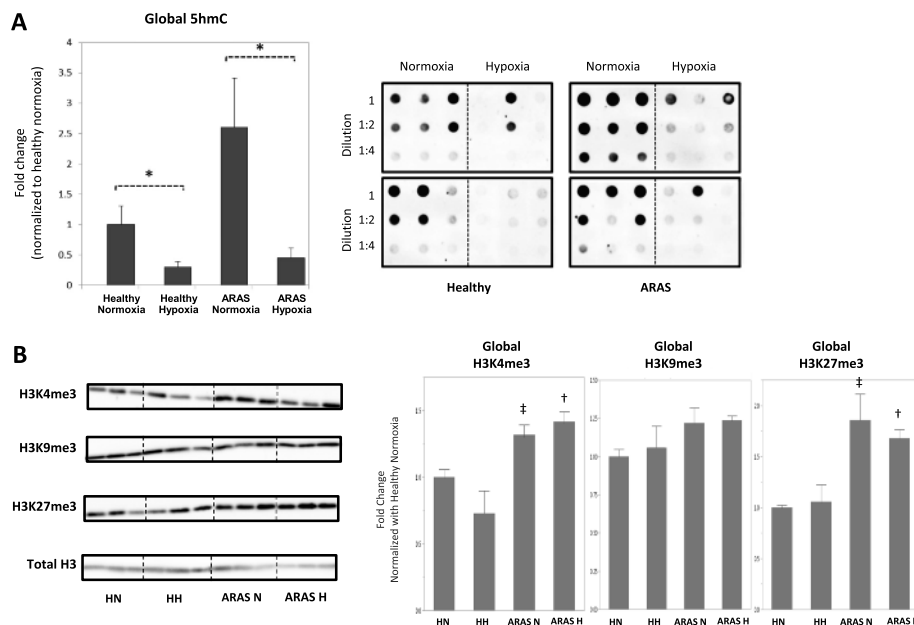 A
Global 5hmC
Fold change
(normalized to healthy normoxia)
4
3.5
3
2.5
2
1.5
1
0.5
0
*
*
Healthy Normoxia
Healthy Hypoxia
ARAS Normoxia
ARAS Hypoxia
Normoxia Hypoxia Normoxia Hypoxia
Dilution
1
1:2
1:4
Dilution
1
1:2
1:4
Healthy ARAS
B
H3K4me3
H3K9me3
H3K27me3
Total H3
HN HH ARAS N ARAS H
Fold Change
Normalized with Healthy Normoxia
Global
H3K4me3
‡
†
HN HH ARAS N ARAS H
Global
H3K9me3
HN HH ARAS N ARAS H
Global
H3K27me3
‡
†
HN HH ARAS N ARAS H